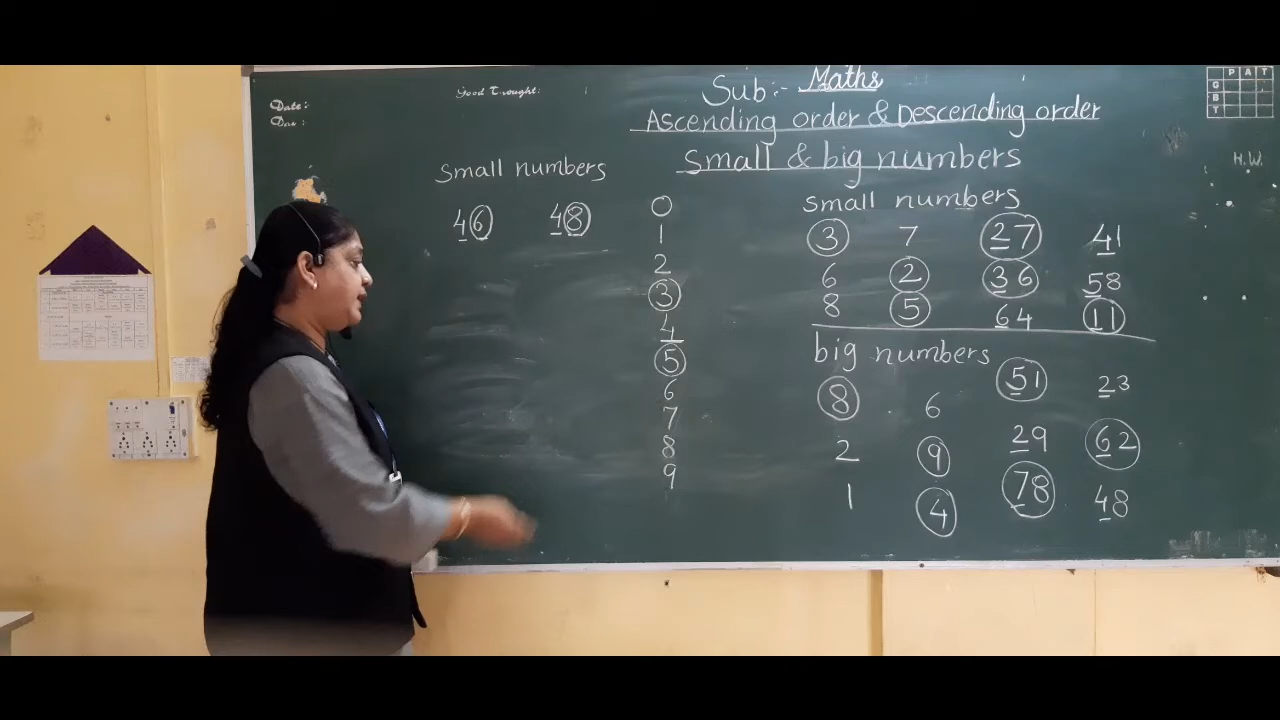 Sub:- Maths
Ascending order & Descending order
Small & big numbers
Good Thought:
Date:
Small numbers
46 48
0
1
2
3
4
5
6
7
8
9
small numbers
3 7 27 41
6 2 36 58
8 5 64 11
big numbers
8 6 51 23
2 9 29 62
1 4 78 48
P A T
G
B
T
H.W.